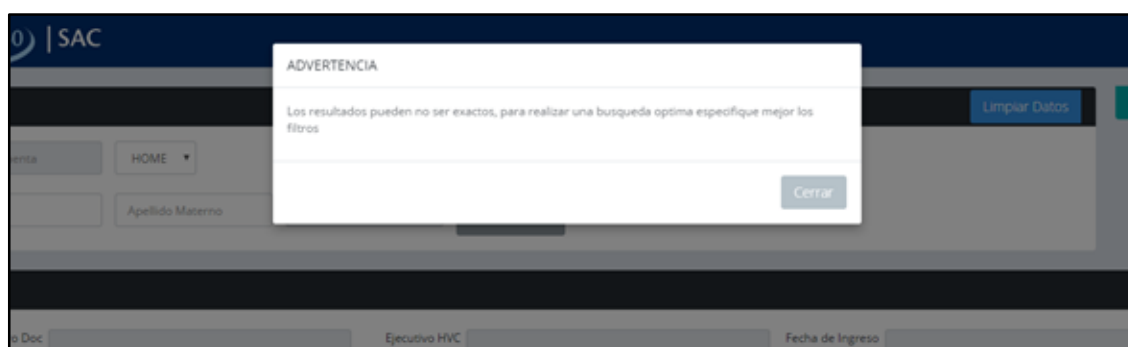 SAC
ADVERTENCIA
Los resultados pueden no ser exactos, para realizar una busqueda optima especifique mejor los
filtros
Limpiar Datos
HOME
Cerrar
Apellido Materno
Doc
Ejecutivo HVC
Fecha de Ingreso